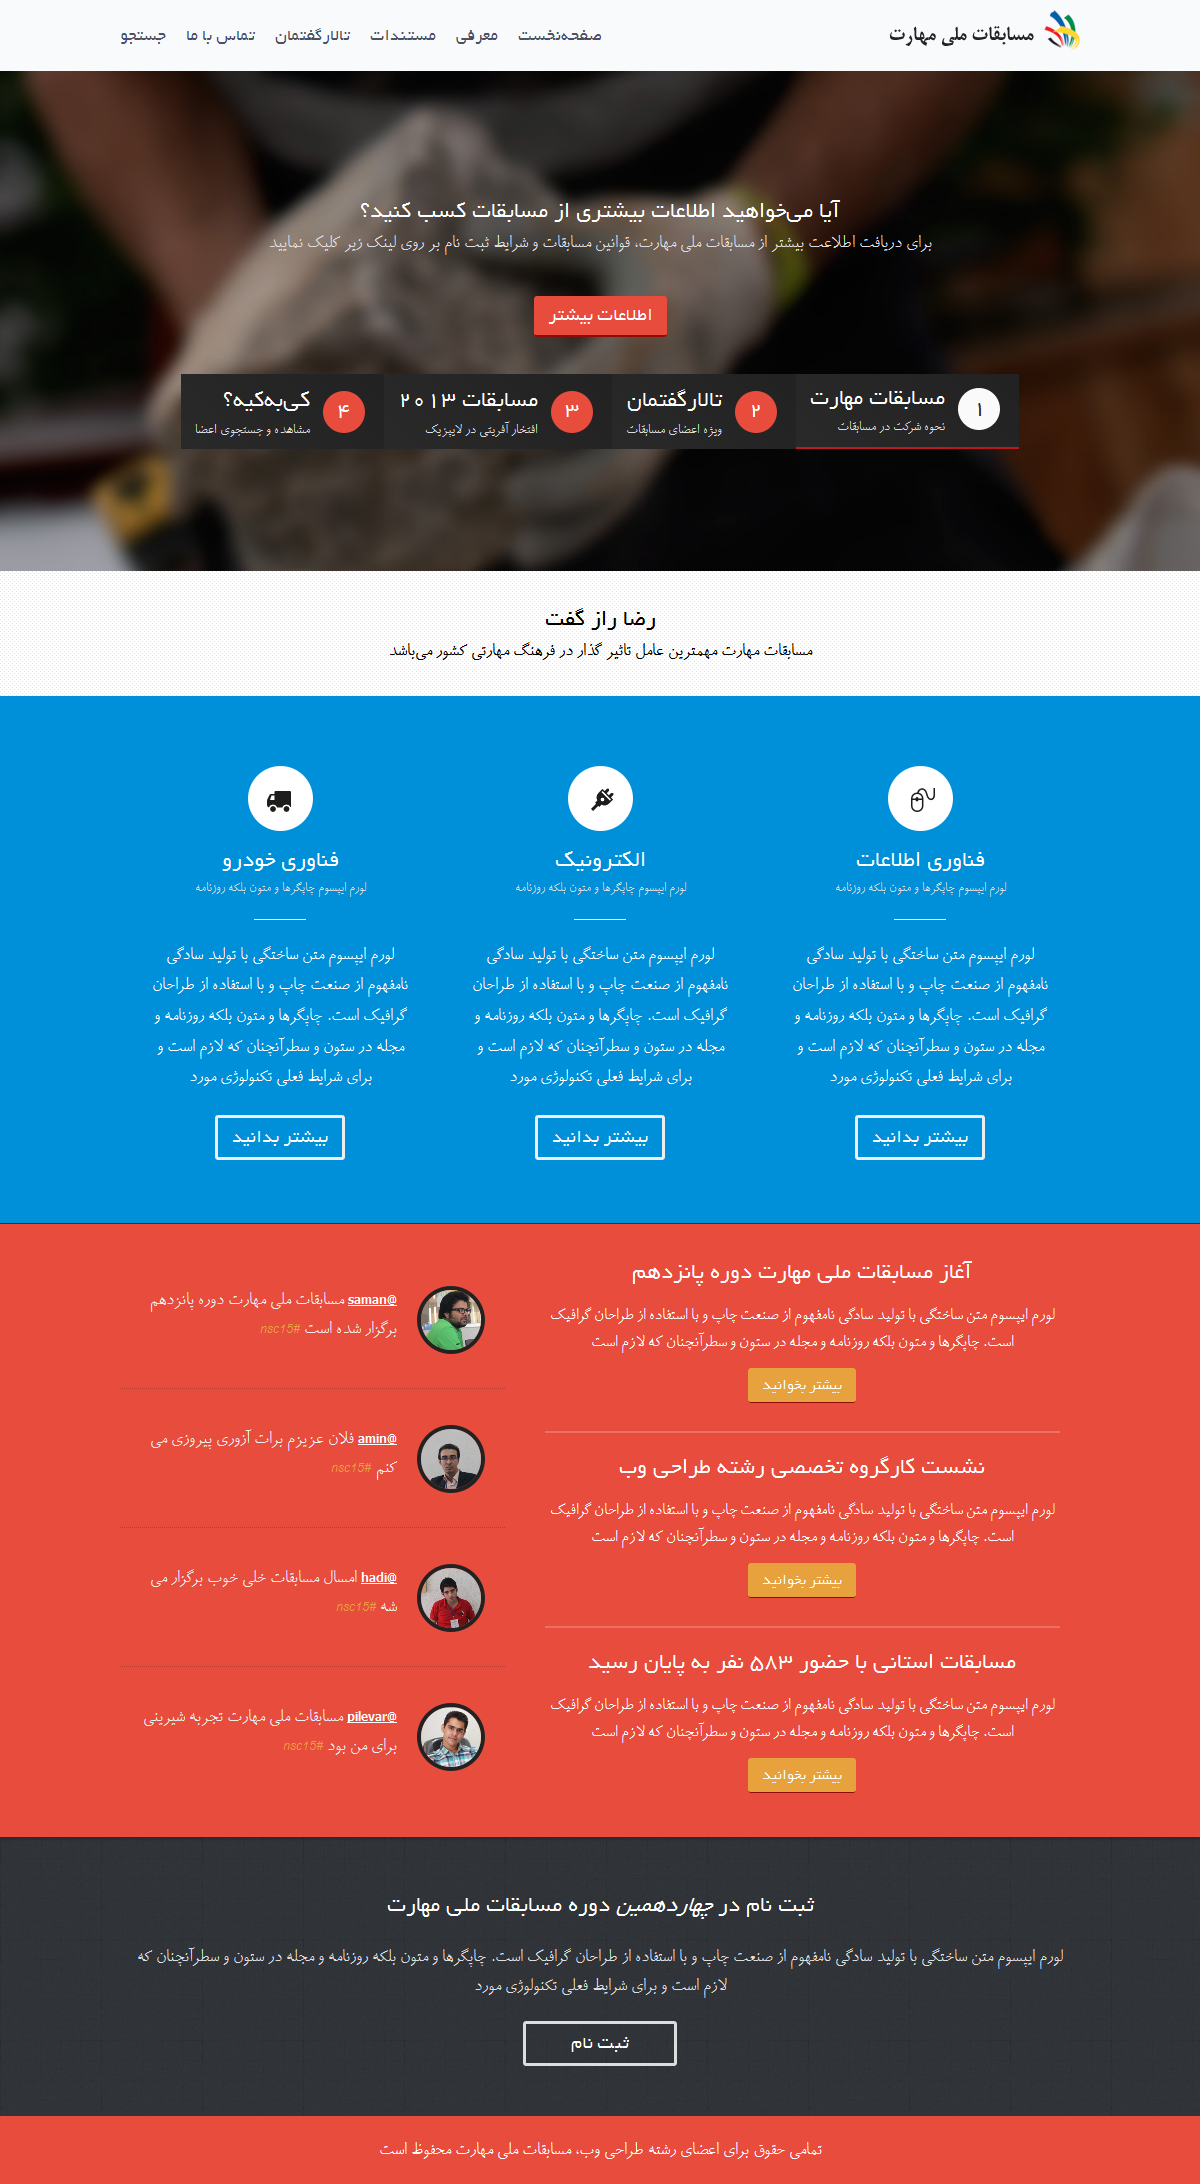 مسابقات ملی مهارت
صفحه‌نخست معرفی مستندات تالارگفتمان تماس با ما جستجو
آیا می‌خواهید اطلاعات بیشتری از مسابقات کسب کنید؟
برای دریافت اطلاعت بیشتر از مسابقات ملی مهارت، قوانین مسابقات و شرایط ثبت نام بر روی لینک زیر کلیک نمایید
اطلاعات بیشتر
۱
مسابقات مهارت
نحوه شرکت در مسابقات
۲
تالارگفتمان
ویژه اعضای مسابقات
۳
مسابقات ۲۰۱۳
افتخار آفرینی در لایپزیک
۴
کی‌به‌کیه؟
مشاهده و جستجوی اعضا
رضا راز گفت
مسابقات مهارت مهمترین عامل تاثیر گذار در فرهنگ مهارتی کشور می‌باشد
فناوری اطلاعات
لورم ایپسوم چاپگرها و متون بلکه روزنامه
لورم ایپسوم متن ساختگی با تولید سادگی
نامفهوم از صنعت چاپ و با استفاده از طراحان
گرافیک است. چاپگرها و متون بلکه روزنامه و
مجله در ستون و سطرآنچنان که لازم است و
برای شرایط فعلی تکنولوژی مورد
بیشتر بدانید
الکترونیک
لورم ایپسوم چاپگرها و متون بلکه روزنامه
لورم ایپسوم متن ساختگی با تولید سادگی
نامفهوم از صنعت چاپ و با استفاده از طراحان
گرافیک است. چاپگرها و متون بلکه روزنامه و
مجله در ستون و سطرآنچنان که لازم است و
برای شرایط فعلی تکنولوژی مورد
بیشتر بدانید
فناوری خودرو
لورم ایپسوم چاپگرها و متون بلکه روزنامه
لورم ایپسوم متن ساختگی با تولید سادگی
نامفهوم از صنعت چاپ و با استفاده از طراحان
گرافیک است. چاپگرها و متون بلکه روزنامه و
مجله در ستون و سطرآنچنان که لازم است و
برای شرایط فعلی تکنولوژی مورد
بیشتر بدانید
آغاز مسابقات ملی مهارت دوره پانزدهم
لورم ایپسوم متن ساختگی با تولید سادگی نامفهوم از صنعت چاپ و با استفاده از طراحان گرافیک
است. چاپگرها و متون بلکه روزنامه و مجله در ستون و سطرآنچنان که لازم است
بیشتر بخوانید
نشست کارگروه تخصصی رشته طراحی وب
لورم ایپسوم متن ساختگی با تولید سادگی نامفهوم از صنعت چاپ و با استفاده از طراحان گرافیک
است. چاپگرها و متون بلکه روزنامه و مجله در ستون و سطرآنچنان که لازم است
بیشتر بخوانید
مسابقات استانی با حضور ۵۸۳ نفر به پایان رسید
لورم ایپسوم متن ساختگی با تولید سادگی نامفهوم از صنعت چاپ و با استفاده از طراحان گرافیک
است. چاپگرها و متون بلکه روزنامه و مجله در ستون و سطرآنچنان که لازم است
بیشتر بخوانید
saman@ مسابقات ملی مهارت دوره پانزدهم
برگزار شده است nsc15#
amin@ فلان عزیزم برات آزوری پیروزی می
کنم nsc15#
hadi@ امسال مسابقات خلی خوب برگزار می
شه nsc15#
pilevar@ مسابقات ملی مهارت تجربه شیرینی
برای من بود nsc15#
ثبت نام در چهاردهمین دوره مسابقات ملی مهارت
لورم ایپسوم متن ساختگی با تولید سادگی نامفهوم از صنعت چاپ و با استفاده از طراحان گرافیک است. چاپگرها و متون بلکه روزنامه و مجله در ستون و سطرآنچنان که
لازم است و برای شرایط فعلی تکنولوژی مورد
ثبت نام
تمامی حقوق برای اعضای رشته طراحی وب، مسابقات ملی مهارت محفوظ است